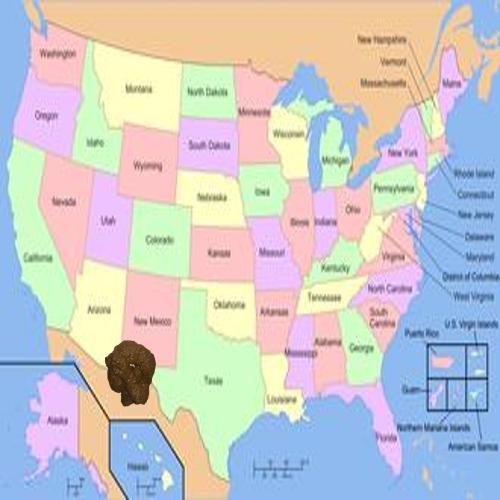 Washington
Montana
North Dakota
Minnesota
Oregon
Idaho
South Dakota
Wisconsin
Wyoming
Michigan
New Hampshire
Vermont
Massachusetts
Maine
New York
Rhode Island
Connecticut
New Jersey
Delaware
Maryland
District of Columbia
West Virginia
Nebraska
Iowa
Pennsylvania
Nevada
Utah
Colorado
Kansas
Missouri
Illinois
Indiana
Ohio
Virginia
Kentucky
California
Arizona
New Mexico
Oklahoma
Arkansas
Tennessee
North Carolina
South
Carolina
Texas
Louisiana
Mississippi
Alabama
Georgia
Florida
Alaska
Hawaii
Puerto Rico
U.S. Virgin Islands
Guam
Northern Mariana Islands
American Samoa